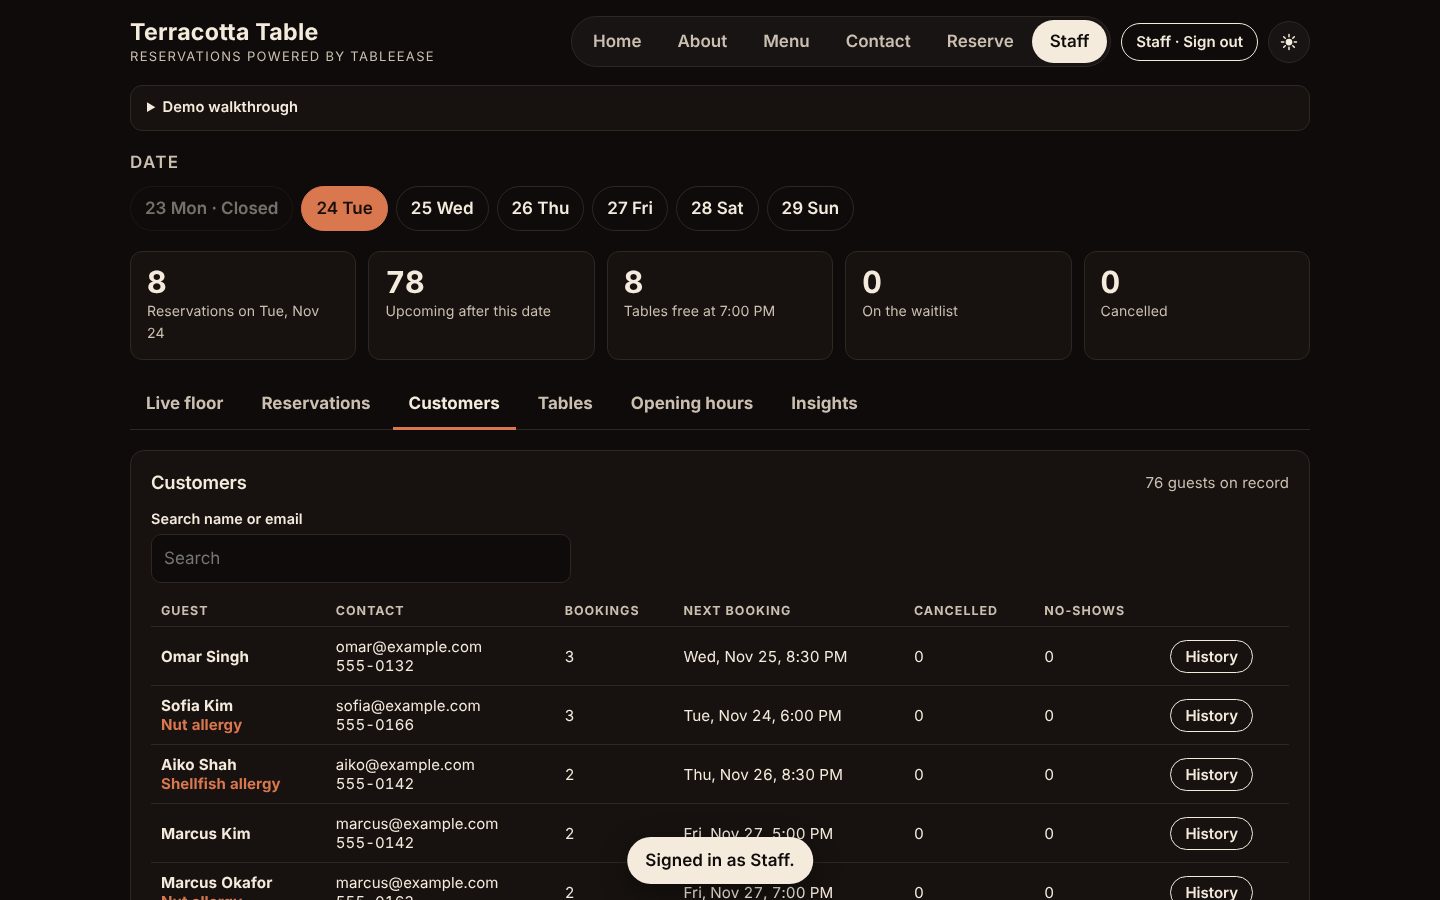 Terracotta Table
RESERVATIONS POWERED BY TABLEEASE
Home
About
Menu
Contact
Reserve
Staff
Staff · Sign out
Demo walkthrough
DATE
23 Mon · Closed
24 Tue
25 Wed
26 Thu
27 Fri
28 Sat
29 Sun
8
Reservations on Tue, Nov
24
78
Upcoming after this date
8
Tables free at 7:00 PM
0
On the waitlist
0
Cancelled
Live floor
Reservations
Customers
Tables
Opening hours
Insights
Customers
76 guests on record
Search name or email
Search
GUEST CONTACT BOOKINGS NEXT BOOKING CANCELLED NO-SHOWS
Omar Singh
omar@example.com
555-0132
3
Wed, Nov 25, 8:30 PM
0
0
History
Sofia Kim
Nut allergy
sofia@example.com
555-0166
3
Tue, Nov 24, 6:00 PM
0
0
History
Aiko Shah
Shellfish allergy
aiko@example.com
555-0142
2
Thu, Nov 26, 8:30 PM
0
0
History
Marcus Kim
marcus@example.com
555-0142
2
Fri, Nov 27, 5:00 PM
0
0
History
Marcus Okafor
marcus@example.com
2
Fri, Nov 27, 7:00 PM
0
0
History
Signed in as Staff.